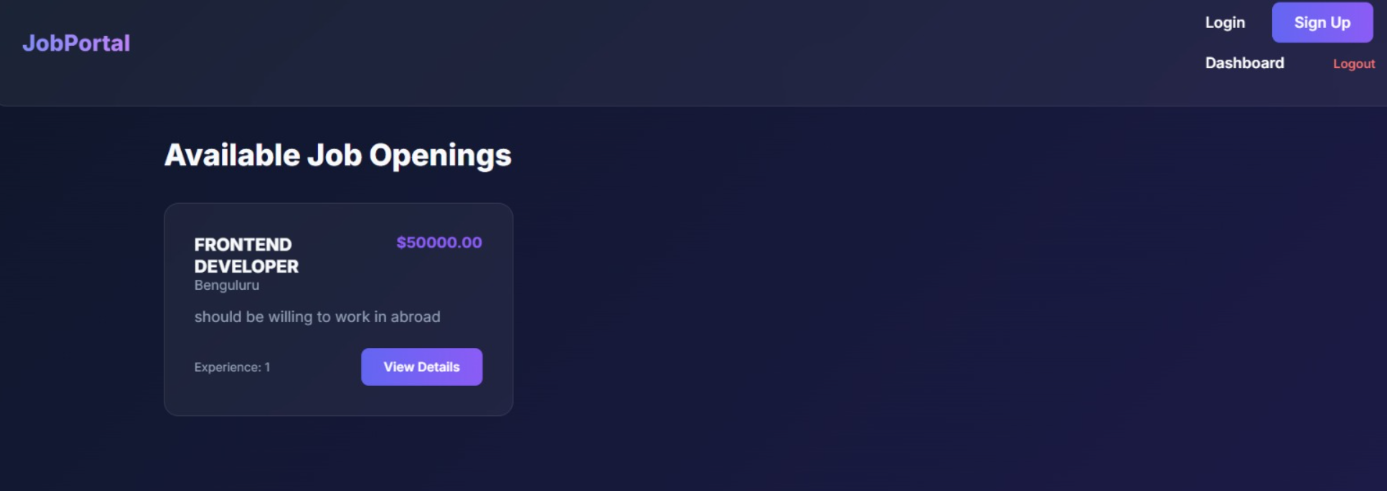 JobPortal
Login
Sign Up
Dashboard
Logout
Available Job Openings
FRONTEND
DEVELOPER
$50000.00
Benguluru
should be willing to work in abroad
Experience: 1
View Details